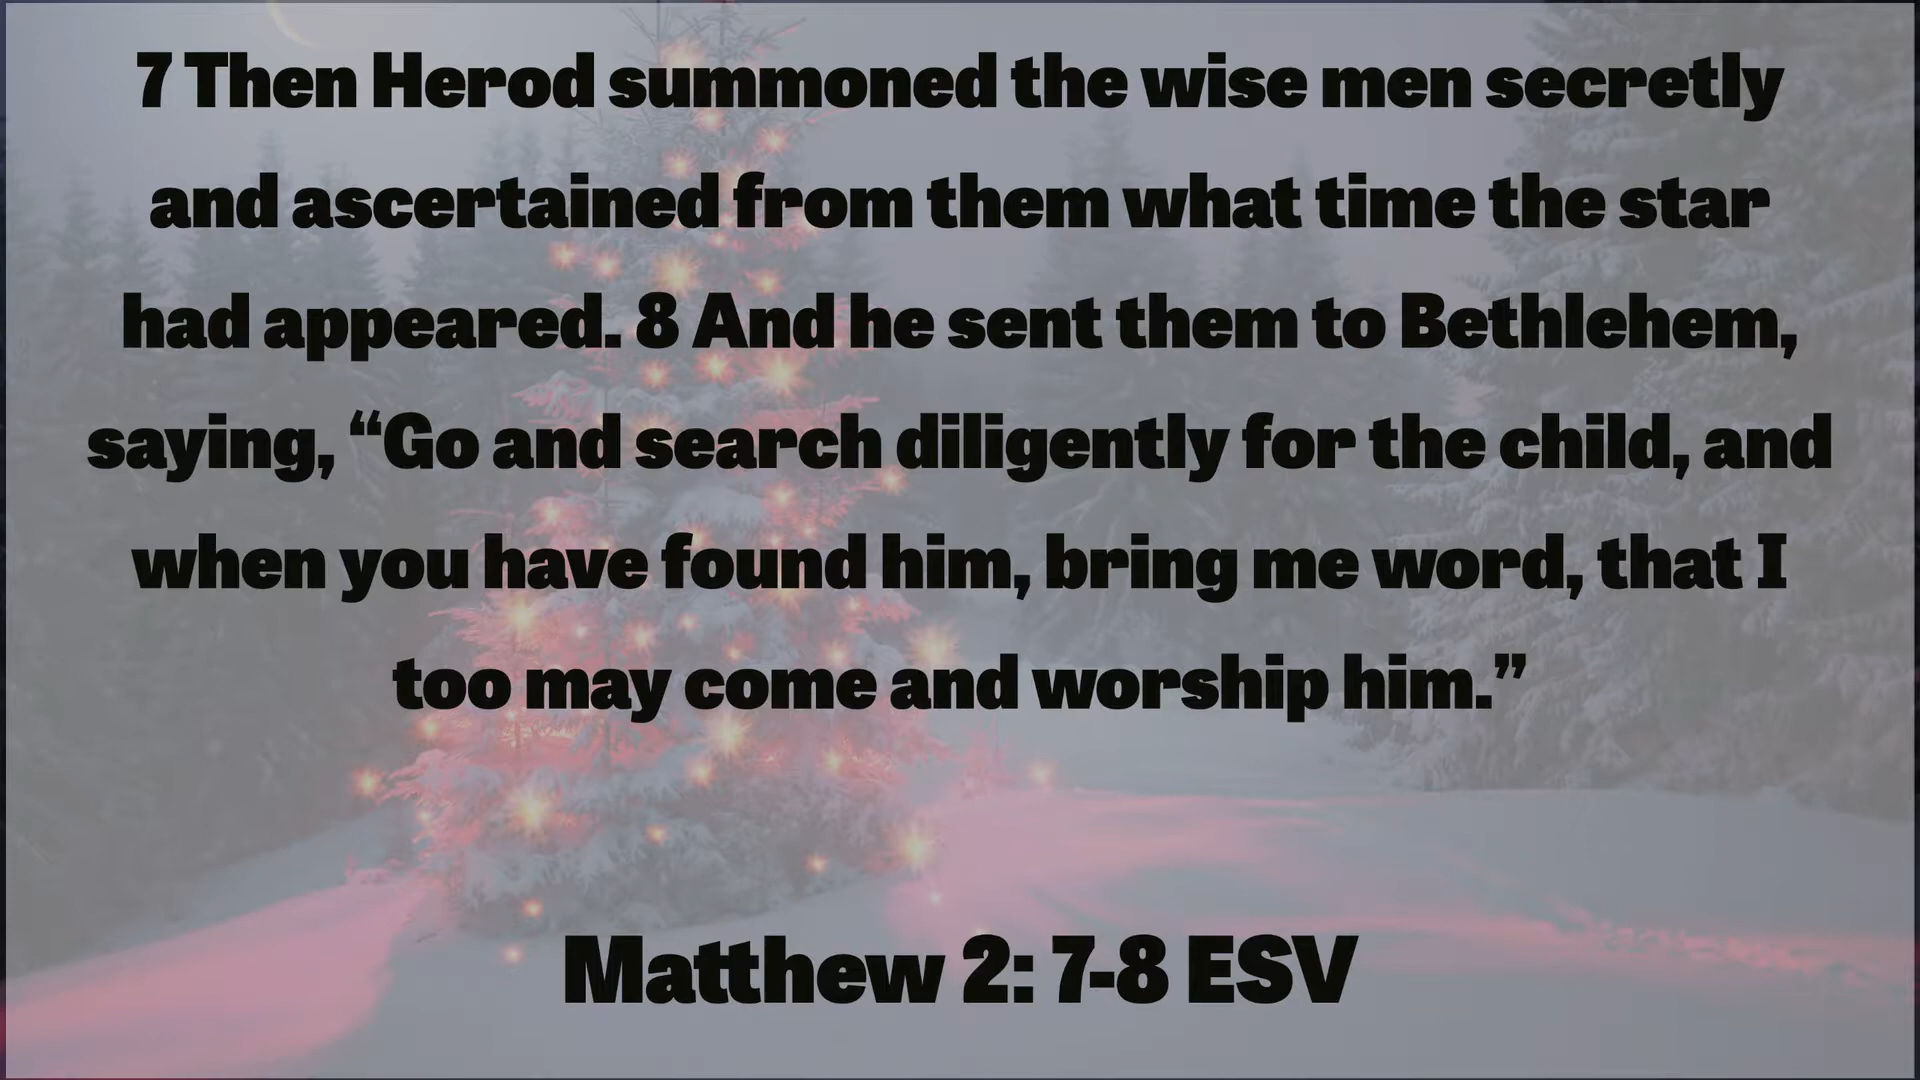 7 Then Herod summoned the wise men secretly
and ascertained from them what time the star
had appeared. 8 And he sent them to Bethlehem,
saying, “Go and search diligently for the child, and
when you have found him, bring me word, that I
too may come and worship him.”
Matthew 2: 7-8 ESV